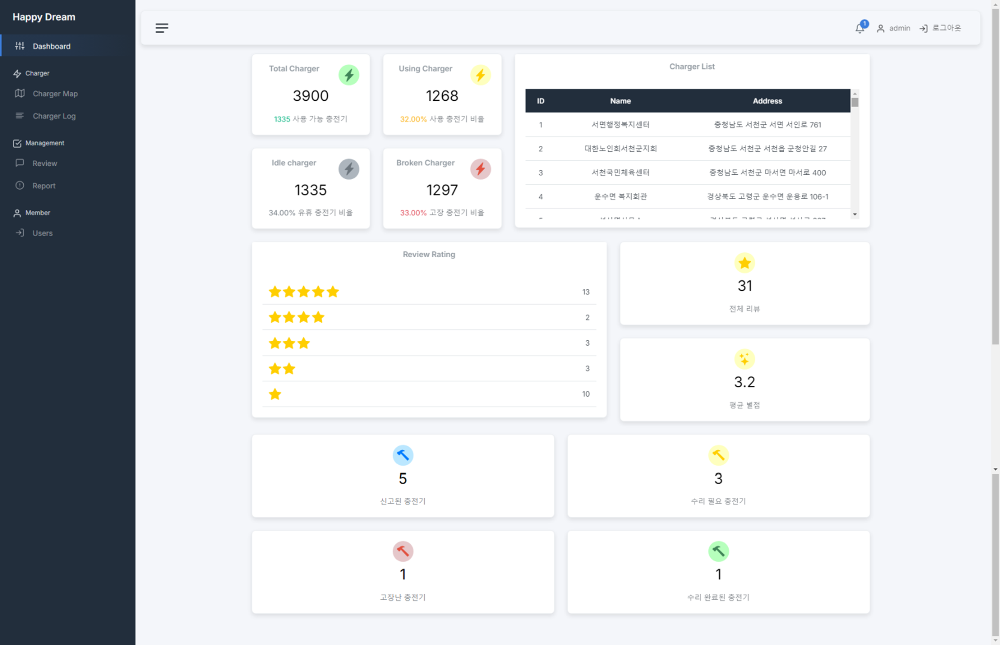 Happy Dream
Dashboard
Charger
Charger Map
Charger Log
Management
Review
Report
Member
Users
1
admin
로그아웃
Total Charger
3900
1335 사용 가능 충전기
Using Charger
1268
32.00% 사용 충전기 비율
Idle charger
1335
34.00% 유휴 충전기 비율
Broken Charger
1297
33.00% 고장 충전기 비율
Charger List
ID Name Address
1 서면행정복지센터 충청남도 서천군 서면 서인로 761
2 대한노인회서천군지회 충청남도 서천군 서천읍 군청안길 27
3 서천국민체육센터 충청남도 서천군 마서면 마서로 400
4 운수면 복지회관 경상북도 고령군 운수면 운용로 106-1
Review Rating
13
2
3
3
10
31
전체 리뷰
3.2
평균 별점
5
신고된 충전기
3
수리 필요 충전기
1
고장난 충전기
1
수리 완료된 충전기